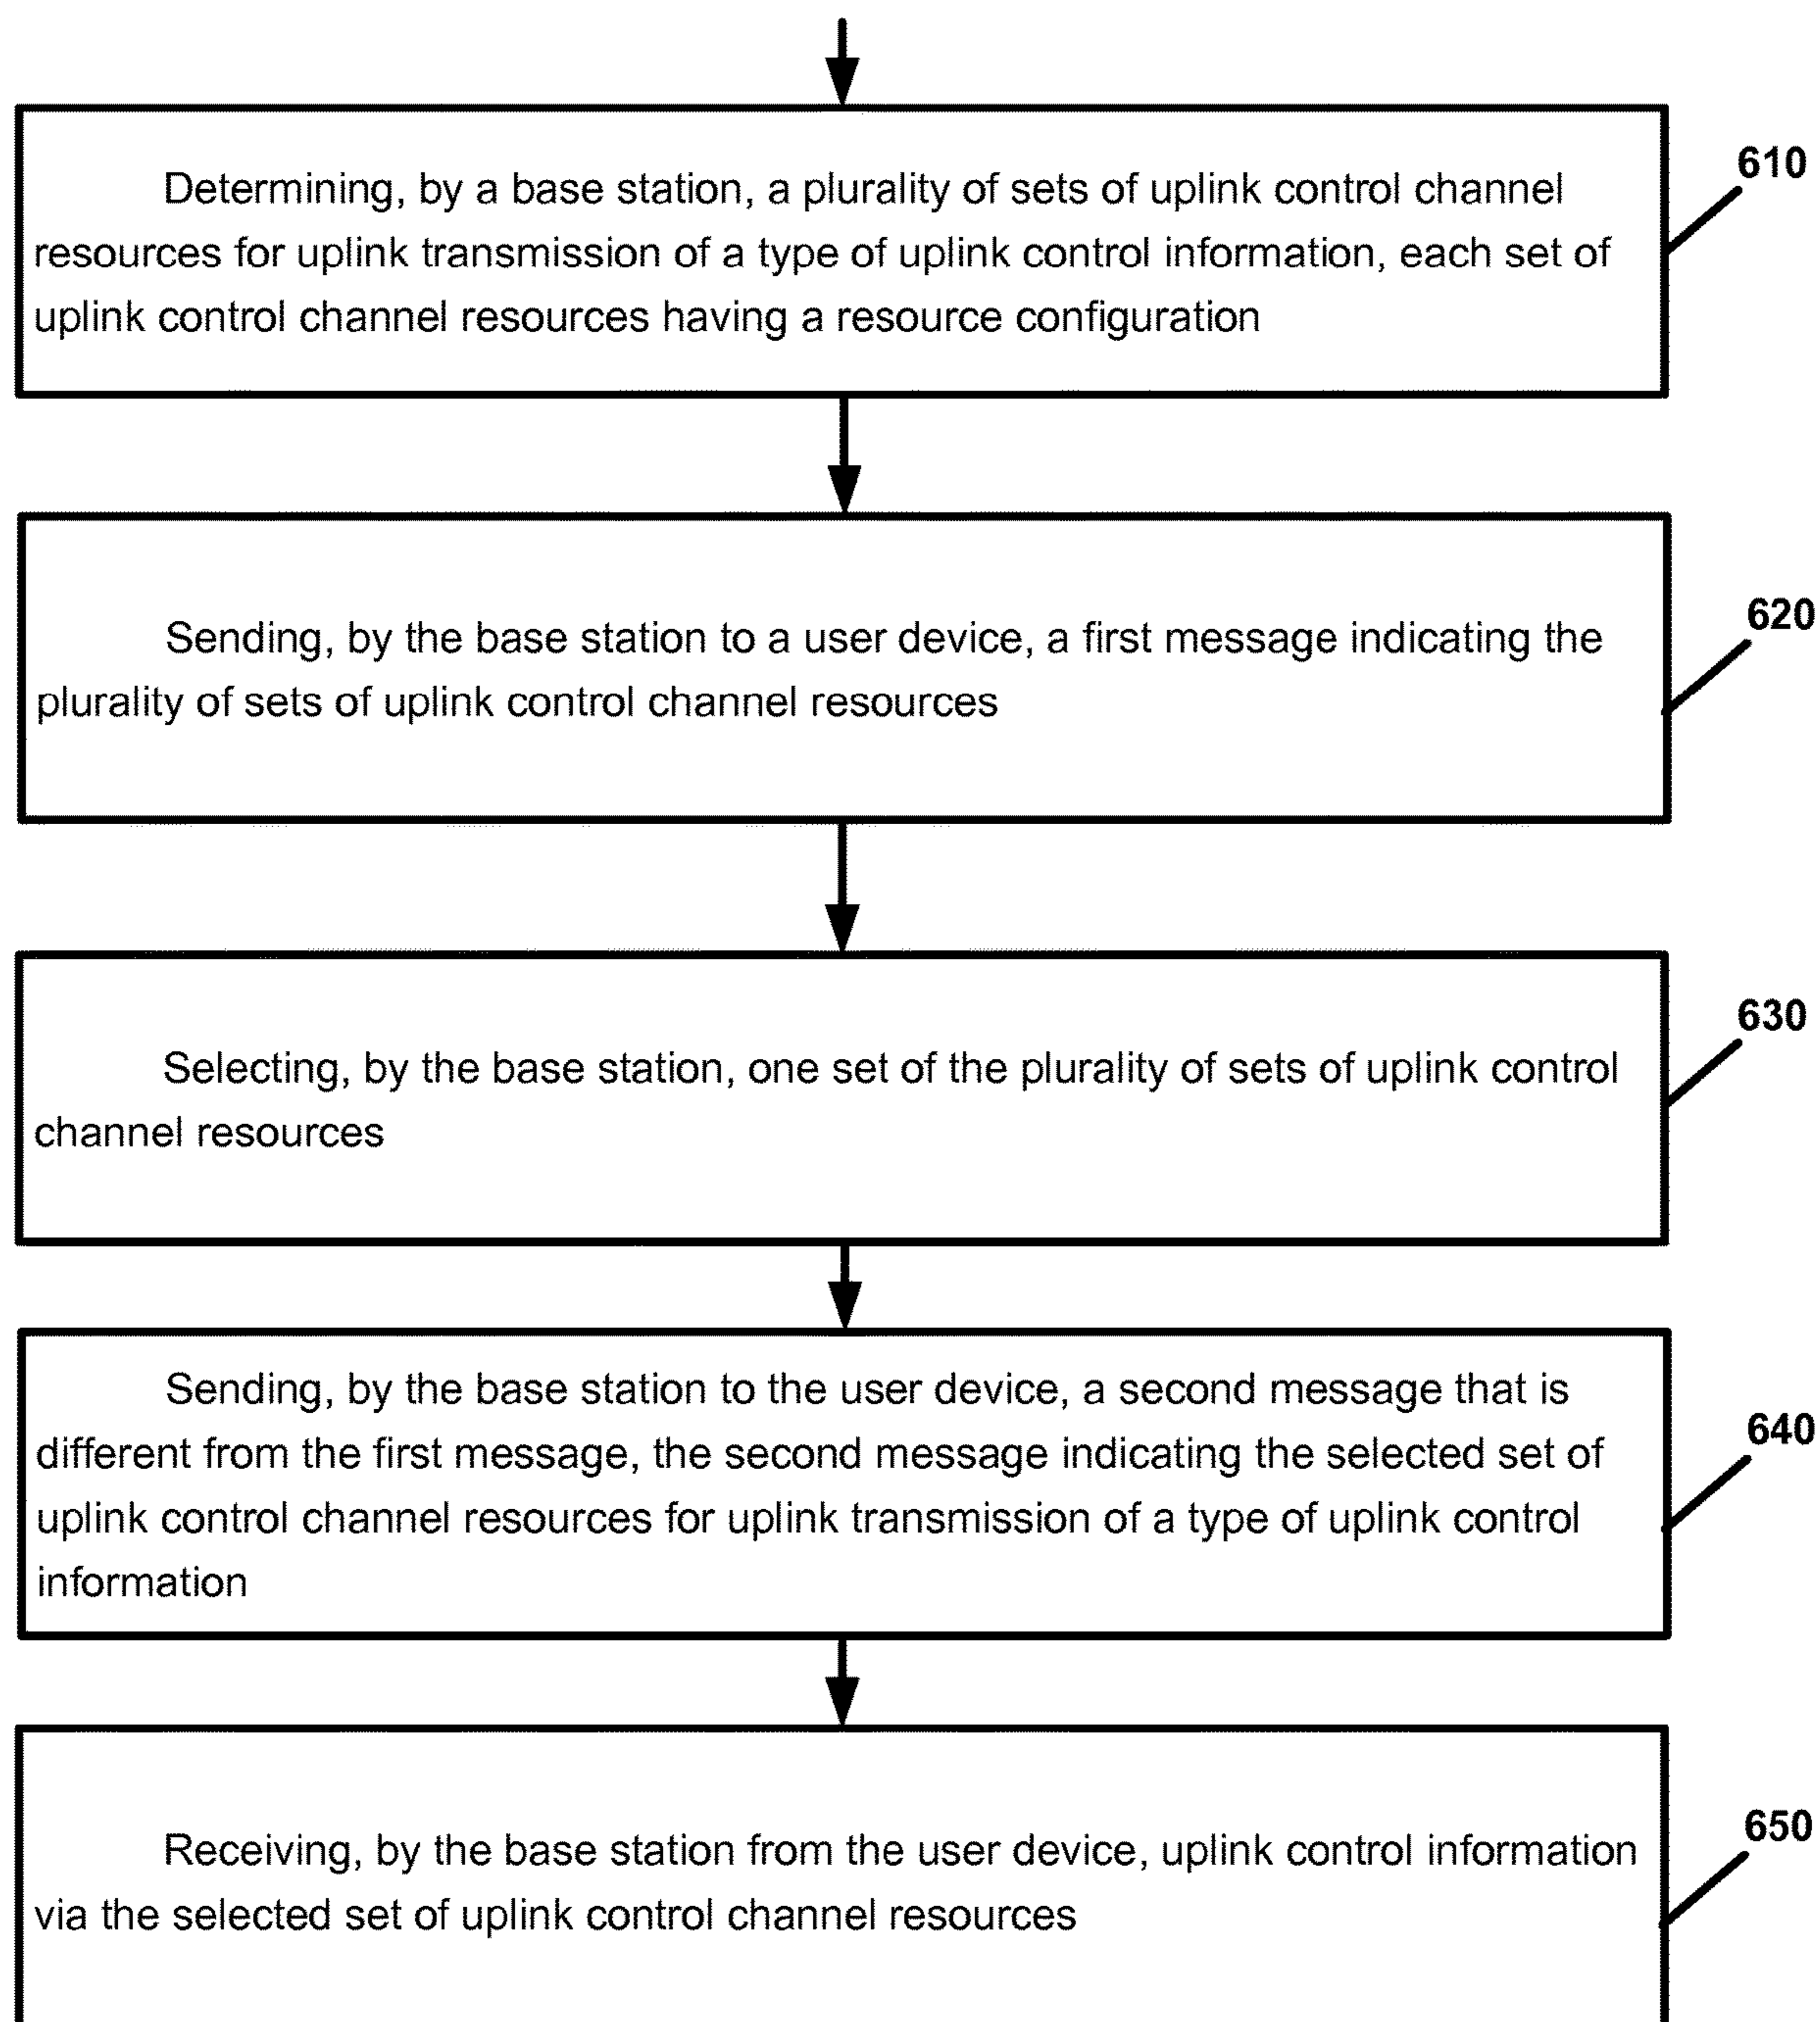 Determining, by a base station, a plurality of sets of uplink control channel
resources for uplink transmission of a type of uplink control information, each set of
uplink control channel resources having a resource configuration
610
Sending, by the base station to a user device, a first message indicating the
plurality of sets of uplink control channel resources
620
Selecting, by the base station, one set of the plurality of sets of uplink control
channel resources
630
Sending, by the base station to the user device, a second message that is
different from the first message, the second message indicating the selected set of
uplink control channel resources for uplink transmission of a type of uplink control
information
640
Receiving, by the base station from the user device, uplink control information
via the selected set of uplink control channel resources
650